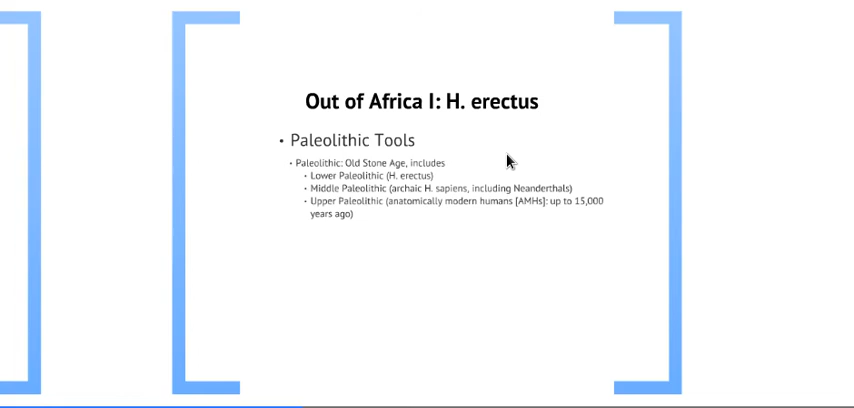 Out of Africa I: H. erectus
• Paleolithic Tools
• Paleolithic: Old Stone Age, includes
• Lower Paleolithic (H. erectus)
• Middle Paleolithic (archaic H. sapiens, including Neanderthals)
• Upper Paleolithic (anatomically modern humans [AMHs]: up to 15,000
years ago)